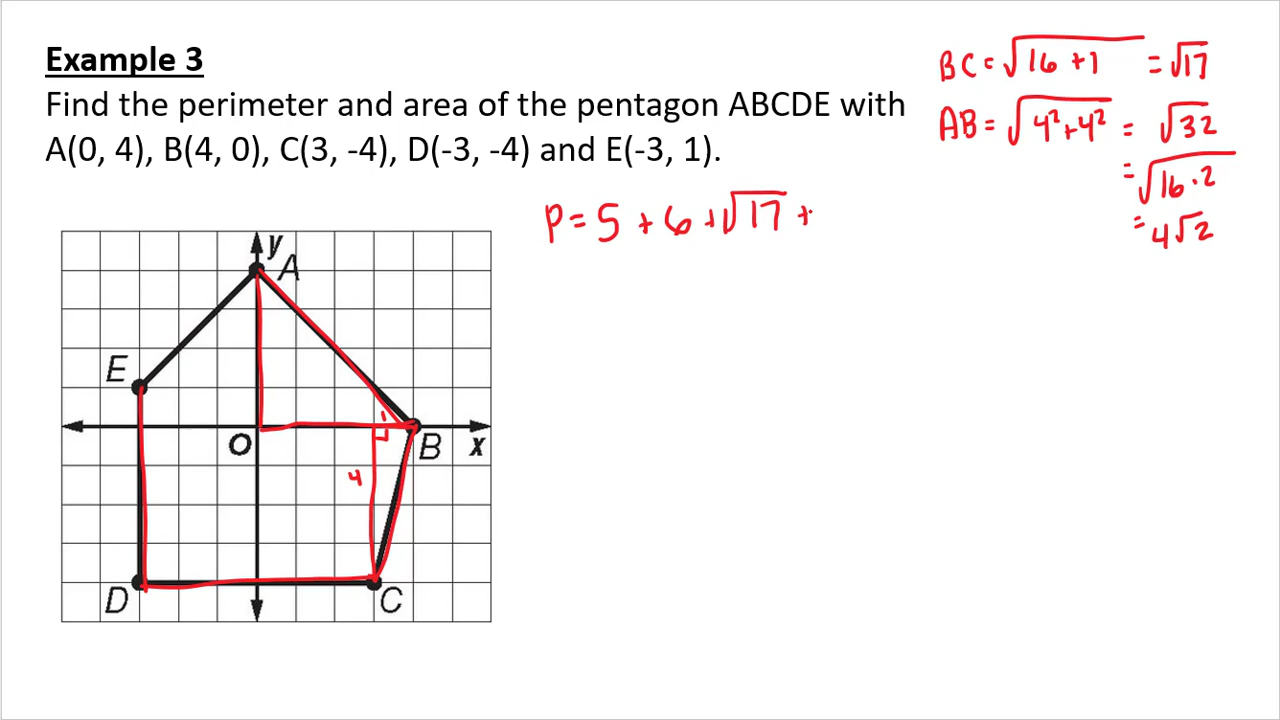 Example 3
Find the perimeter and area of the pentagon ABCDE with
A(0, 4), B(4, 0), C(3, -4), D(-3, -4) and E(-3, 1).
BC = √16 + 1 = √17
AB = √4² + 4² = √32
= √16 · 2
= 4√2
P = 5 + 6 + √17 +
y
A
E
O
B
x
4
D
C